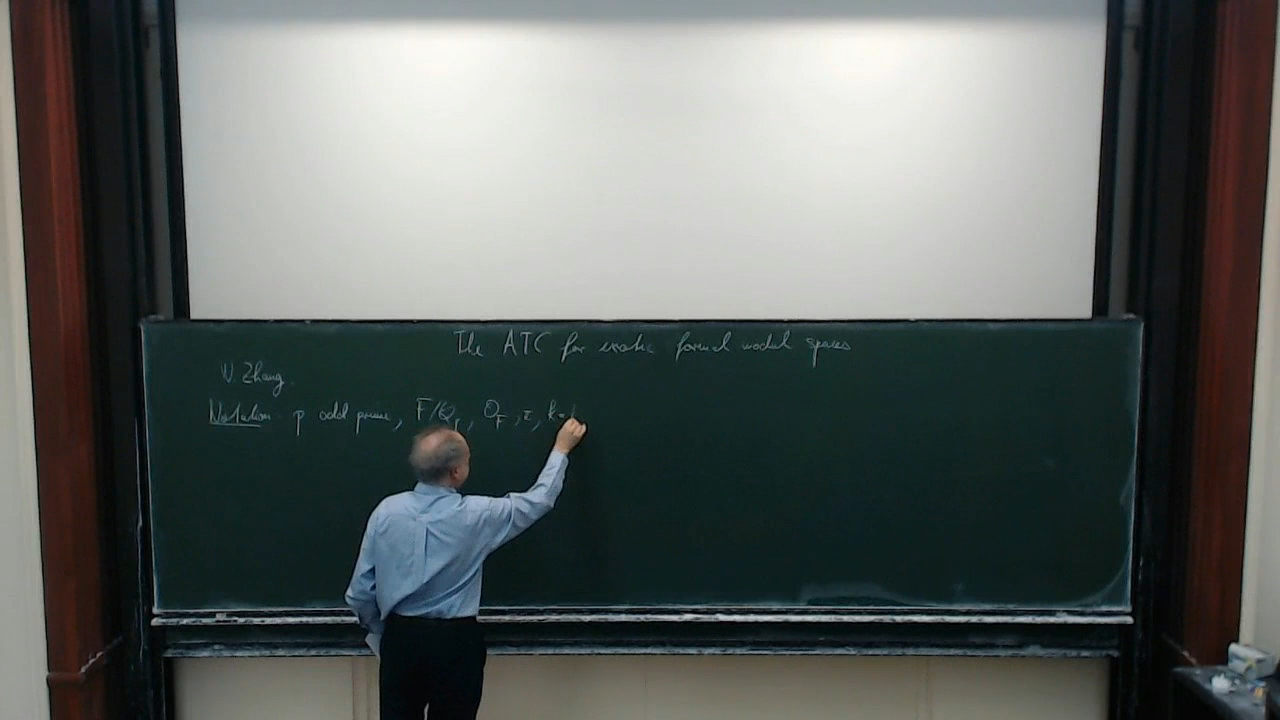 The ATC for exotic formal moduli spaces
W. Zhang.
Notation p odd prime, F/Q_p, O_F, π, k =